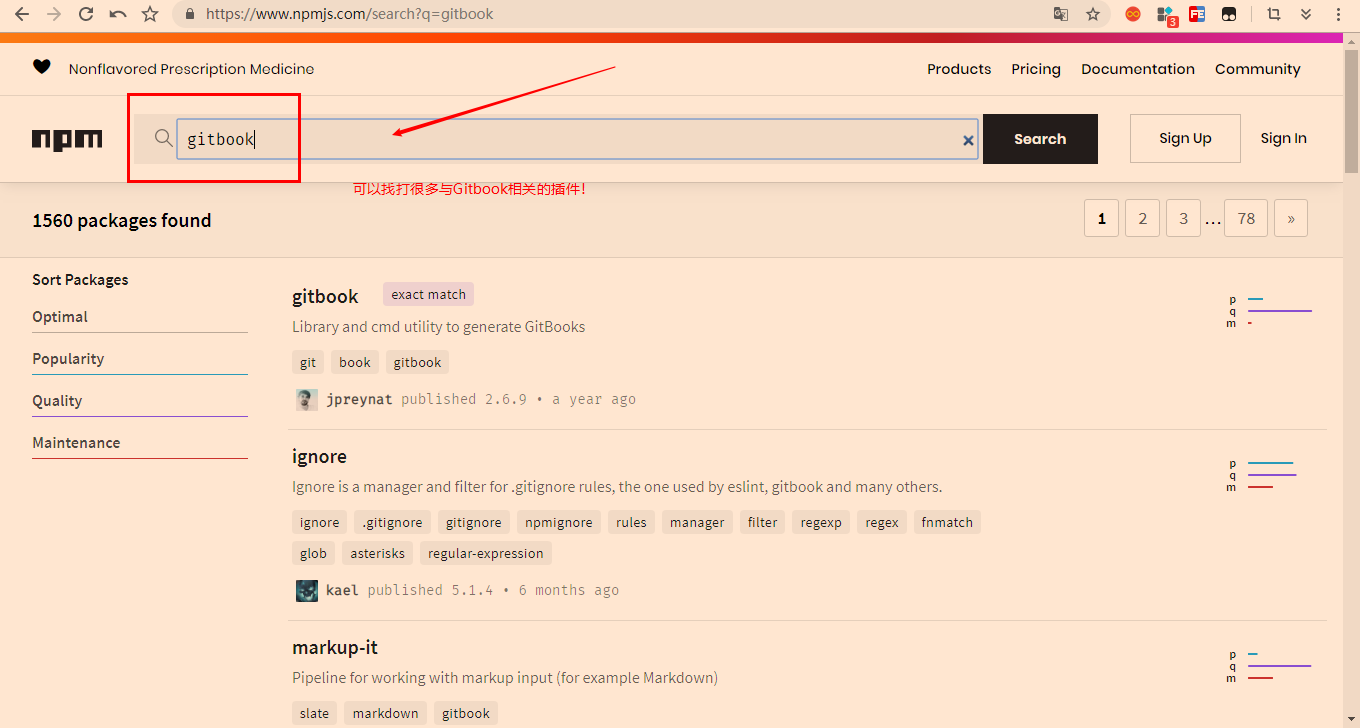 https://www.npmjs.com/search?q=gitbook
3
FE
Nonflavored Prescription Medicine
Products Pricing Documentation Community
npm
gitbook
Search
Sign Up
Sign In
可以找打很多与Gitbook相关的插件!
1560 packages found
1 2 3 ... 78 »
Sort Packages
Optimal
Popularity
Quality
Maintenance
gitbook exact match
Library and cmd utility to generate GitBooks
git book gitbook
jpreynat published 2.6.9 • a year ago
p
q
m
ignore
Ignore is a manager and filter for .gitignore rules, the one used by eslint, gitbook and many others.
ignore .gitignore gitignore npmignore rules manager filter regexp regex fnmatch
glob asterisks regular-expression
kael published 5.1.4 • 6 months ago
p
q
m
markup-it
Pipeline for working with markup input (for example Markdown)
slate markdown gitbook
p
q
m